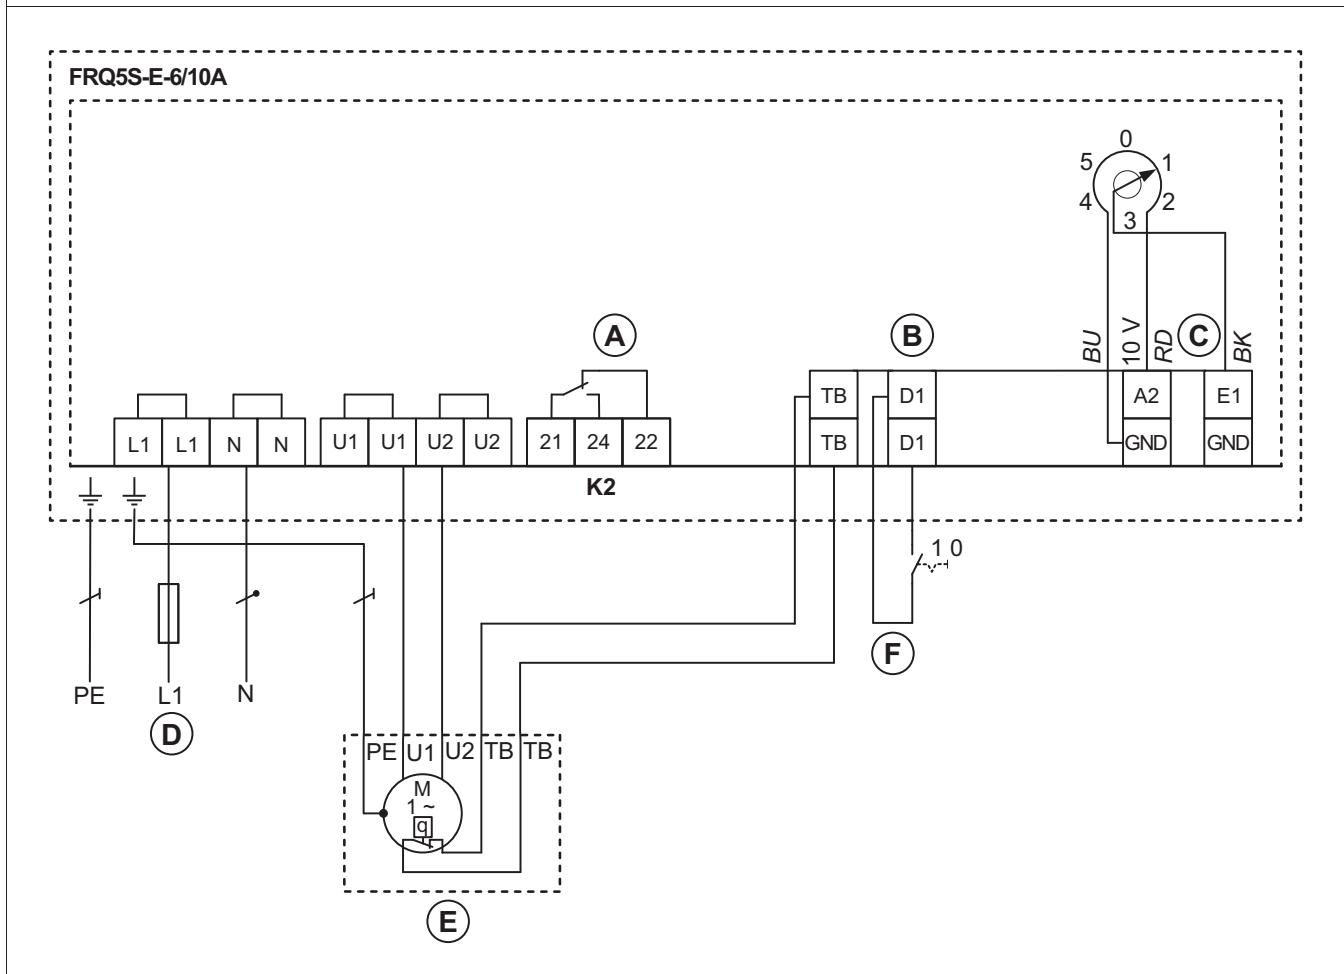 FRQ5S-E-6/10A
0
5 1
4 2
3
A B C
BU 10 V RD BK
TB D1 A2 E1
L1 L1 N N U1 U1 U2 U2 21 24 22 TB D1 GND GND
K2
1 0
F
PE L1 N
D
PE U1 U2 TB TB
M
1 ~
q
E